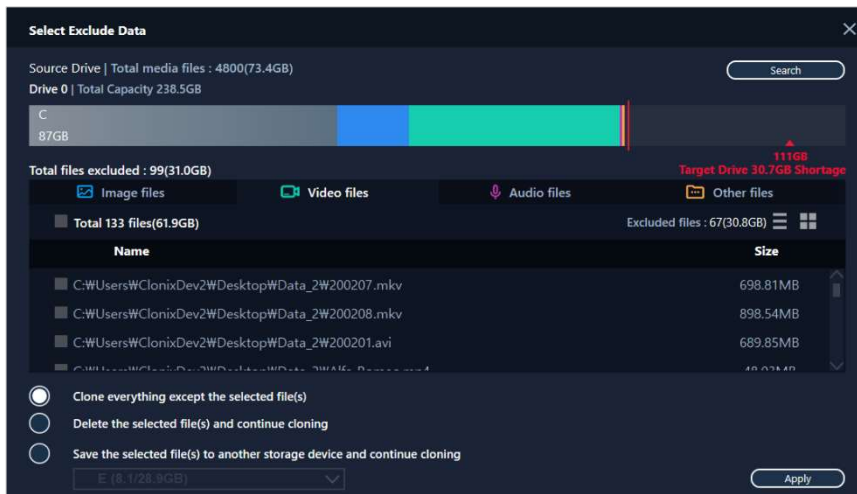 Select Exclude Data
Source Drive | Total media files : 4800(73.4GB)
Search
Drive 0 | Total Capacity 238.5GB
C
87GB
111GB
Total files excluded : 99(31.0GB)
Target Drive 30.7GB Shortage
Image files
Video files
Audio files
Other files
Total 133 files(61.9GB)
Excluded files : 67(30.8GB)
Name
Size
C:₩Users₩ClonixDev2₩Desktop₩Data_2₩200207.mkv
698.81MB
C:₩Users₩ClonixDev2₩Desktop₩Data_2₩200208.mkv
898.54MB
C:₩Users₩ClonixDev2₩Desktop₩Data_2₩200201.avi
689.85MB
Clone everything except the selected file(s)
Delete the selected file(s) and continue cloning
Save the selected file(s) to another storage device and continue cloning
E (8.1/28.9GB)
Apply